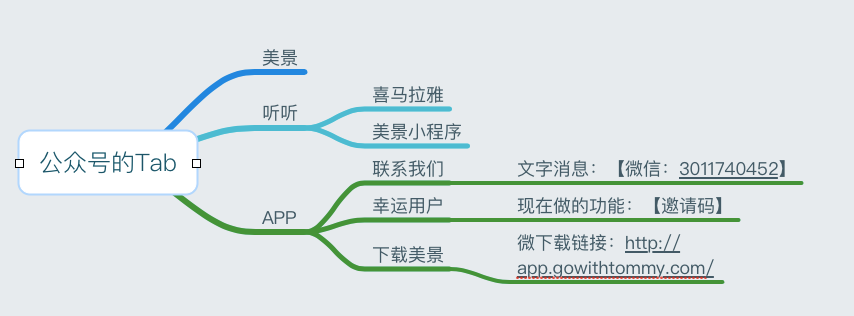 公众号的Tab
美景
听听
喜马拉雅
美景小程序
APP
联系我们
文字消息：【微信：3011740452】
幸运用户
现在做的功能：【邀请码】
下载美景
微下载链接：http://
app.gowithtommy.com/